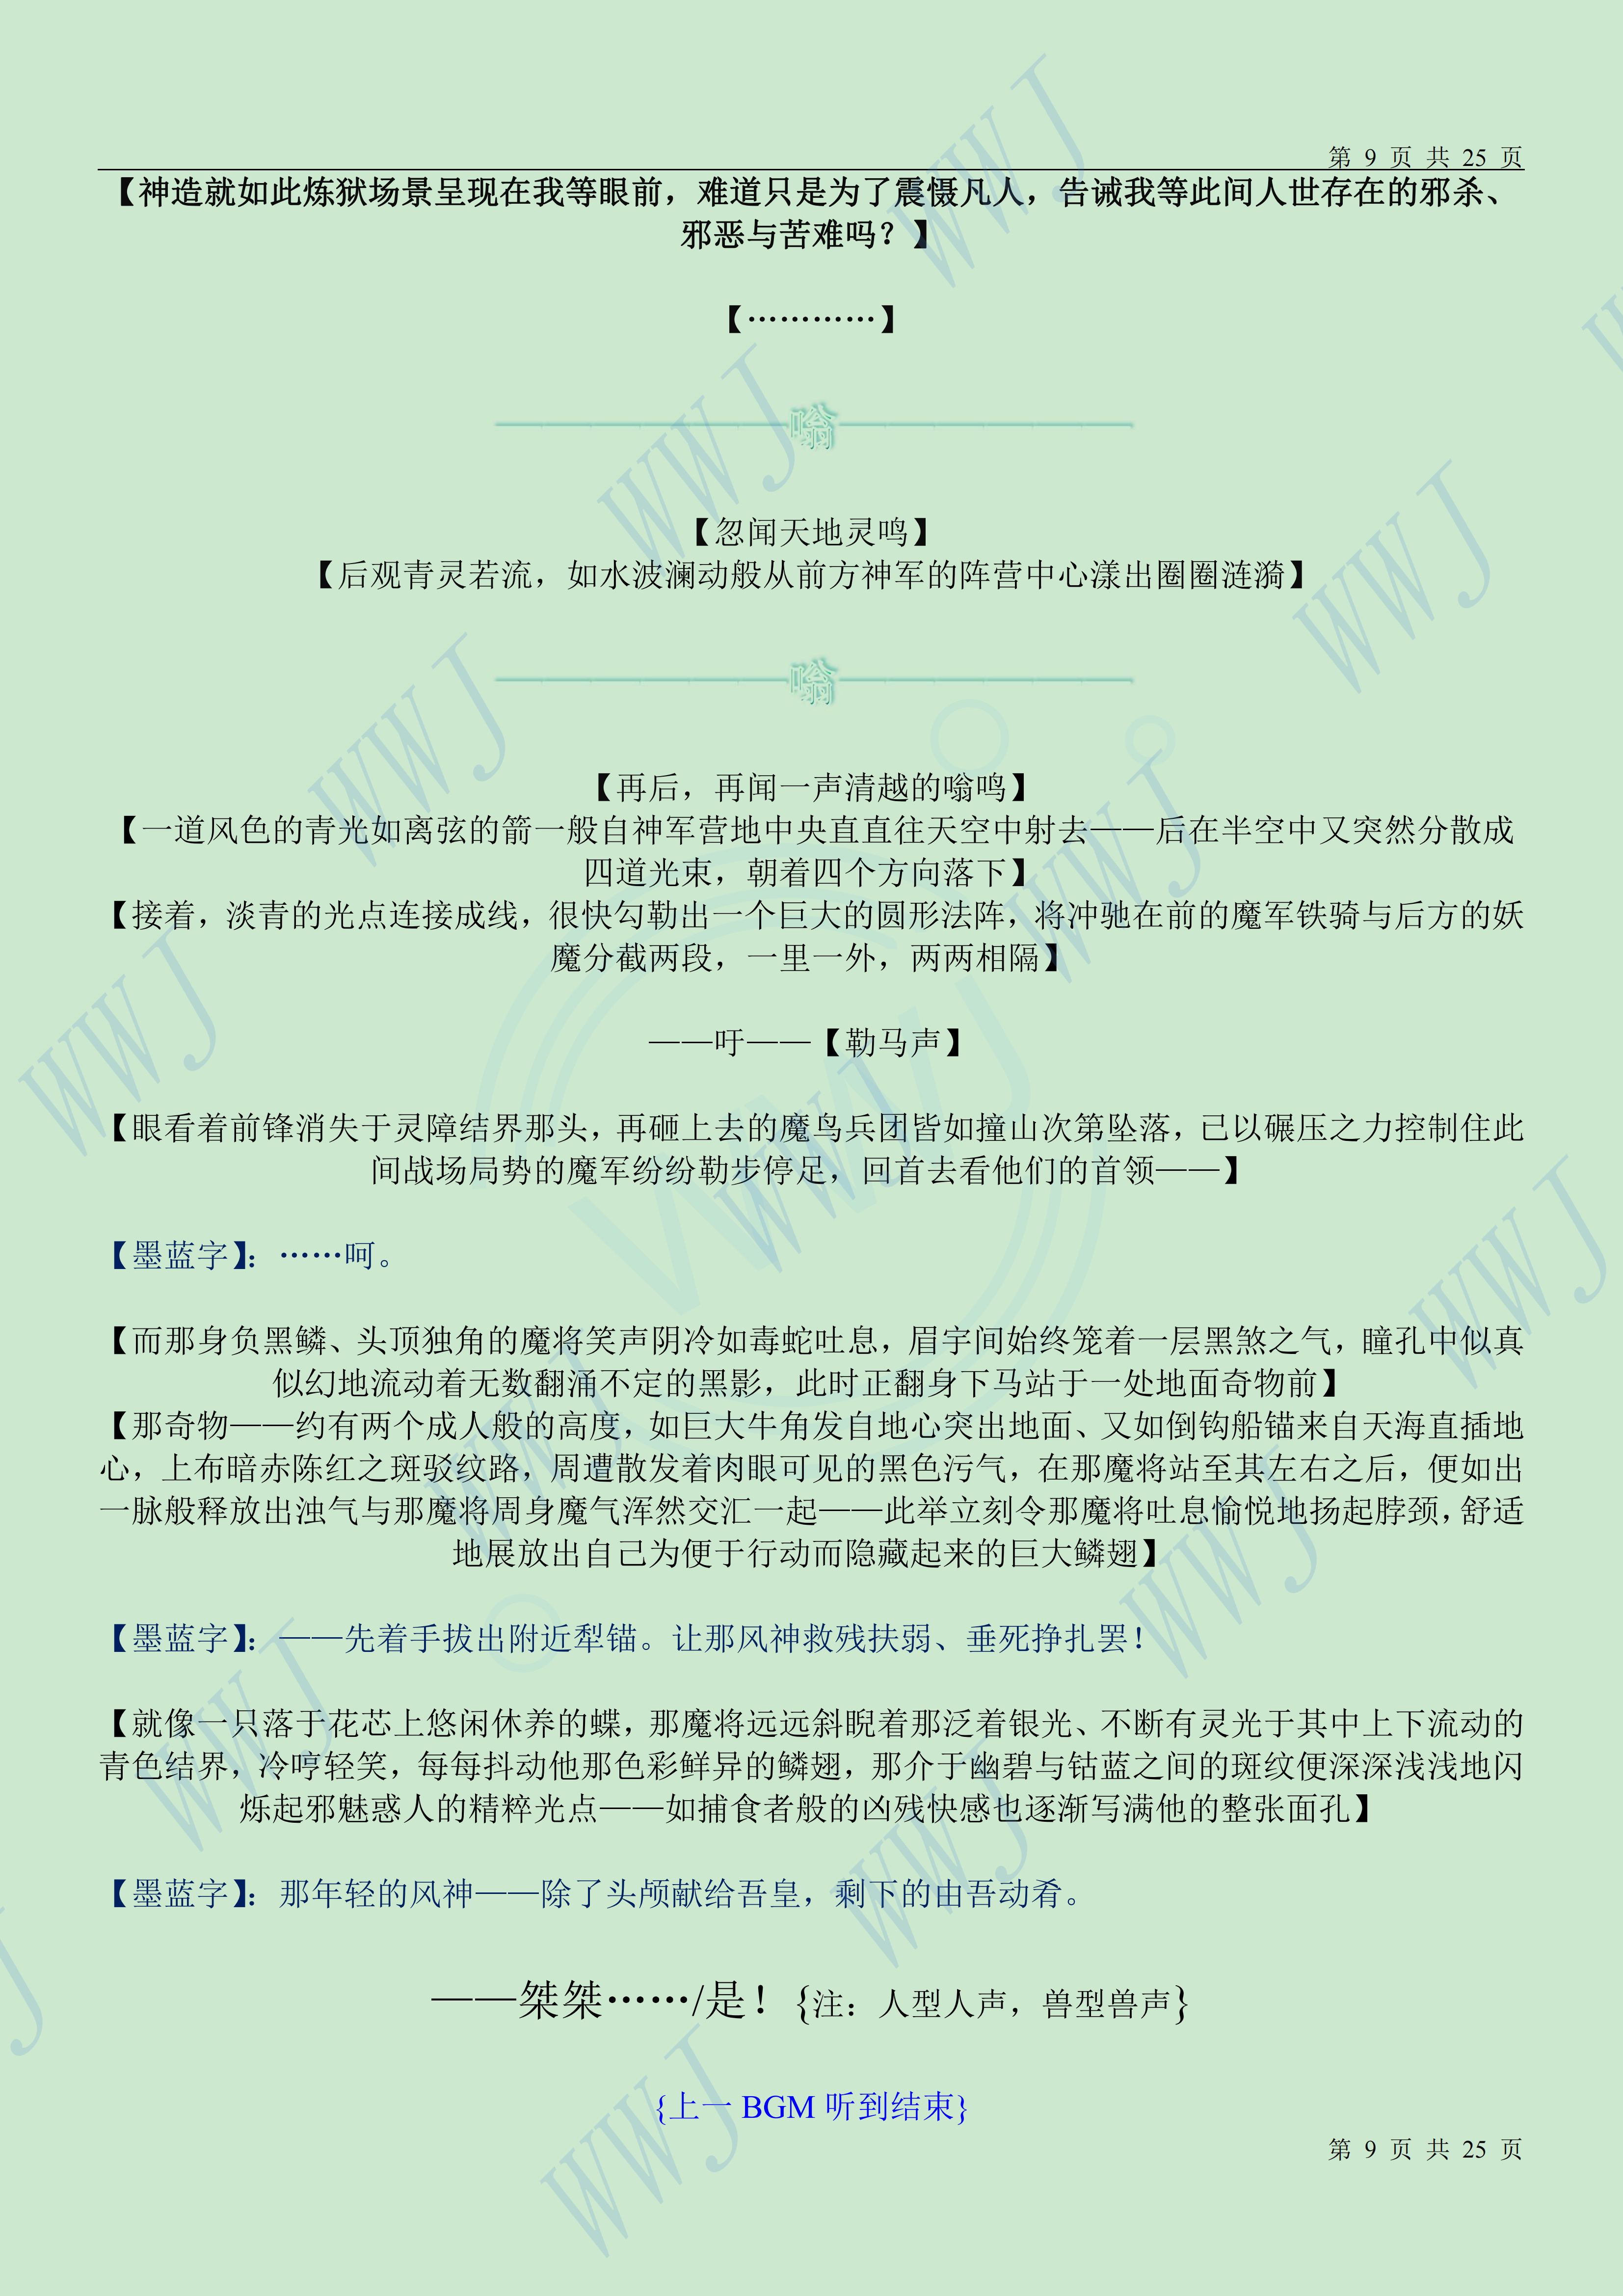 第 9 页 共 25 页
【神造就如此炼狱场景呈现在我等眼前，难道只是为了震慑凡人，告诫我等此间人世存在的邪杀、
邪恶与苦难吗？】
【…………】
—————————嗡—————————
【忽闻天地灵鸣】
【后观青灵若流，如水波澜动般从前方神军的阵营中心漾出圈圈涟漪】
—————————嗡—————————
【再后，再闻一声清越的嗡鸣】
【一道风色的青光如离弦的箭一般自神军营地中央直直往天空中射去——后在半空中又突然分散成
四道光束，朝着四个方向落下】
【接着，淡青的光点连接成线，很快勾勒出一个巨大的圆形法阵，将冲驰在前的魔军铁骑与后方的妖
魔分截两段，一里一外，两两相隔】
——吁——【勒马声】
【眼看着前锋消失于灵障结界那头，再砸上去的魔鸟兵团皆如撞山次第坠落，已以碾压之力控制住此
间战场局势的魔军纷纷勒步停足，回首去看他们的首领——】
【墨蓝字】：……呵。
【而那身负黑鳞、头顶独角的魔将笑声阴冷如毒蛇吐息，眉宇间始终笼着一层黑煞之气，瞳孔中似真
似幻地流动着无数翻涌不定的黑影，此时正翻身下马站于一处地面奇物前】
【那奇物——约有两个成人般的高度，如巨大牛角发自地心突出地面、又如倒钩船锚来自天海直插地
心，上布暗赤陈红之斑驳纹路，周遭散发着肉眼可见的黑色污气，在那魔将站至其左右之后，便如出
一脉般释放出浊气与那魔将周身魔气浑然交汇一起——此举立刻令那魔将吐息愉悦地扬起脖颈，舒适
地展放出自己为便于行动而隐藏起来的巨大鳞翅】
【墨蓝字】：——先着手拔出附近犁锚。让那风神救残扶弱、垂死挣扎罢！
【就像一只落于花芯上悠闲休养的蝶，那魔将远远斜睨着那泛着银光、不断有灵光于其中上下流动的
青色结界，冷哼轻笑，每每抖动他那色彩鲜异的鳞翅，那介于幽碧与钴蓝之间的斑纹便深深浅浅地闪
烁起邪魅惑人的精粹光点——如捕食者般的凶残快感也逐渐写满他的整张面孔】
【墨蓝字】：那年轻的风神——除了头颅献给吾皇，剩下的由吾动肴。
——桀桀……/是！{注：人型人声，兽型兽声}
{上一 BGM 听到结束}
第 9 页 共 25 页